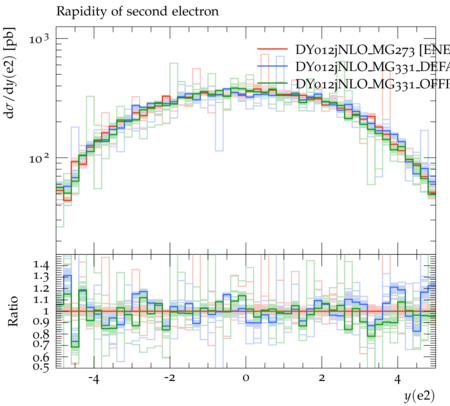 Rapidity of second electron
dσ/dy(e2) [pb]
10³
10²
DY012jNLO_MG273 [ENE
DY012jNLO_MG331_DEFA
DY012jNLO_MG331_OFFI
Ratio
1.4
1.3
1.2
1.1
1
0.9
0.8
0.7
0.6
0.5
-4 -2 0 2 4
y(e2)